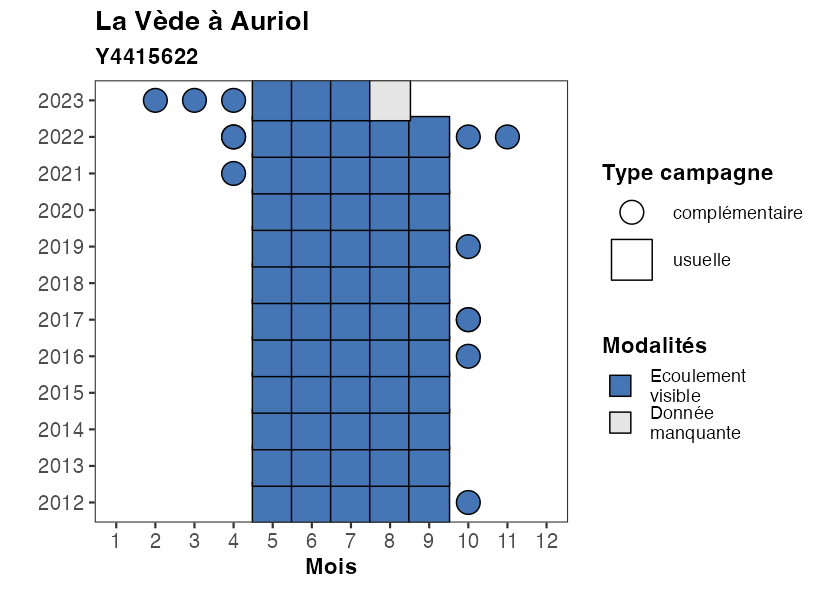 La Vède à Auriol
Y4415622
2023
2022
2021
2020
2019
2018
2017
2016
2015
2014
2013
2012
1 2 3 4 5 6 7 8 9 10 11 12
Mois
Type campagne
complémentaire
usuelle
Modalités
Ecoulement
visible
Donnée
manquante